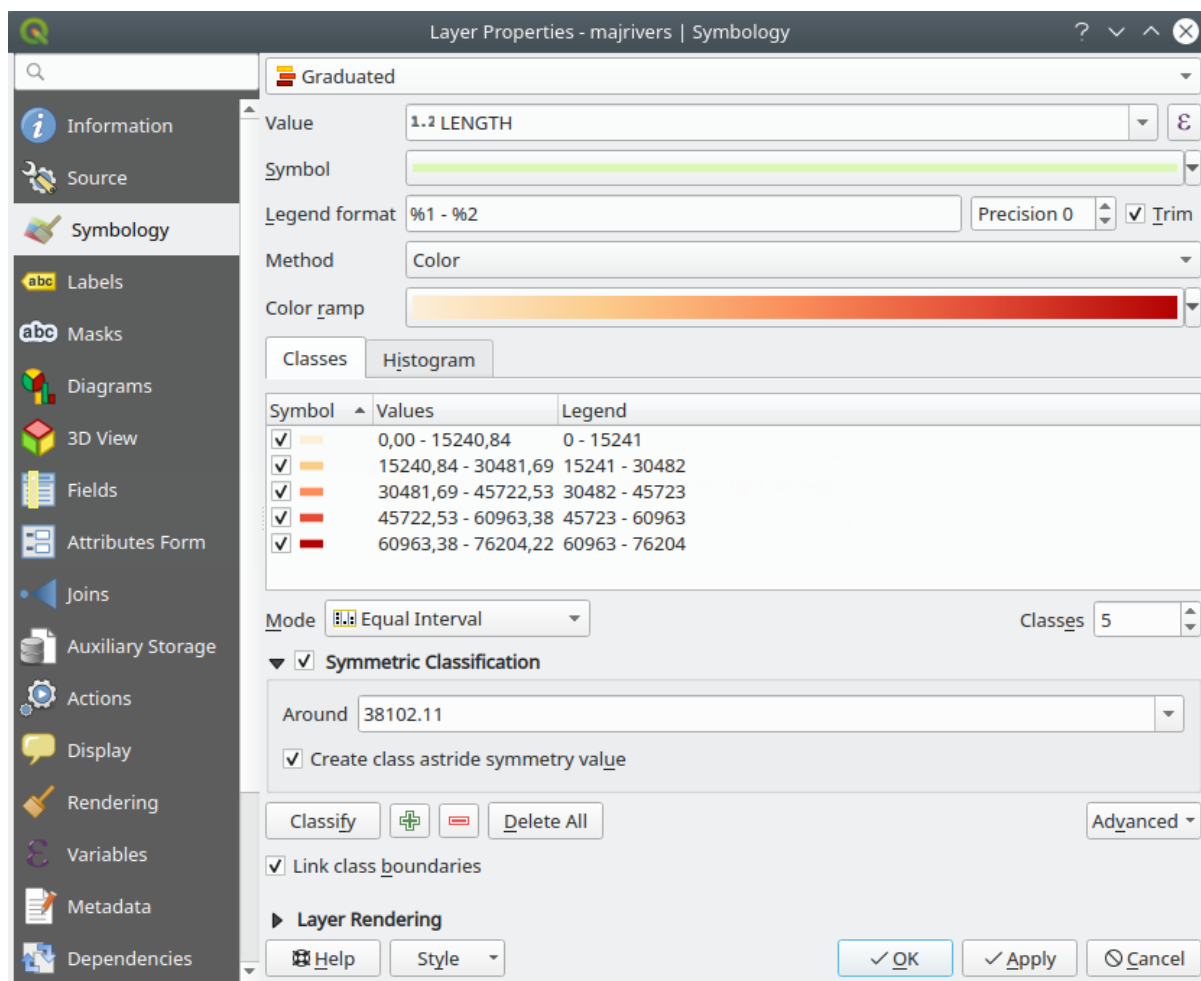 Layer Properties - majrivers | Symbology
Information
Source
Symbology
Labels
Masks
Diagrams
3D View
Fields
Attributes Form
Joins
Auxiliary Storage
Actions
Display
Rendering
Variables
Metadata
Dependencies
Graduated
Value 1.2 LENGTH ε
Symbol
Legend format %1 - %2 Precision 0 Trim
Method Color
Color ramp
Classes Histogram
Symbol Values Legend
0,00 - 15240,84 0 - 15241
15240,84 - 30481,69 15241 - 30482
30481,69 - 45722,53 30482 - 45723
45722,53 - 60963,38 45723 - 60963
60963,38 - 76204,22 60963 - 76204
Mode Equal Interval Classes 5
Symmetric Classification
Around 38102.11
Create class astride symmetry value
Classify Delete All Advanced
Link class boundaries
Layer Rendering
Help Style OK Apply Cancel